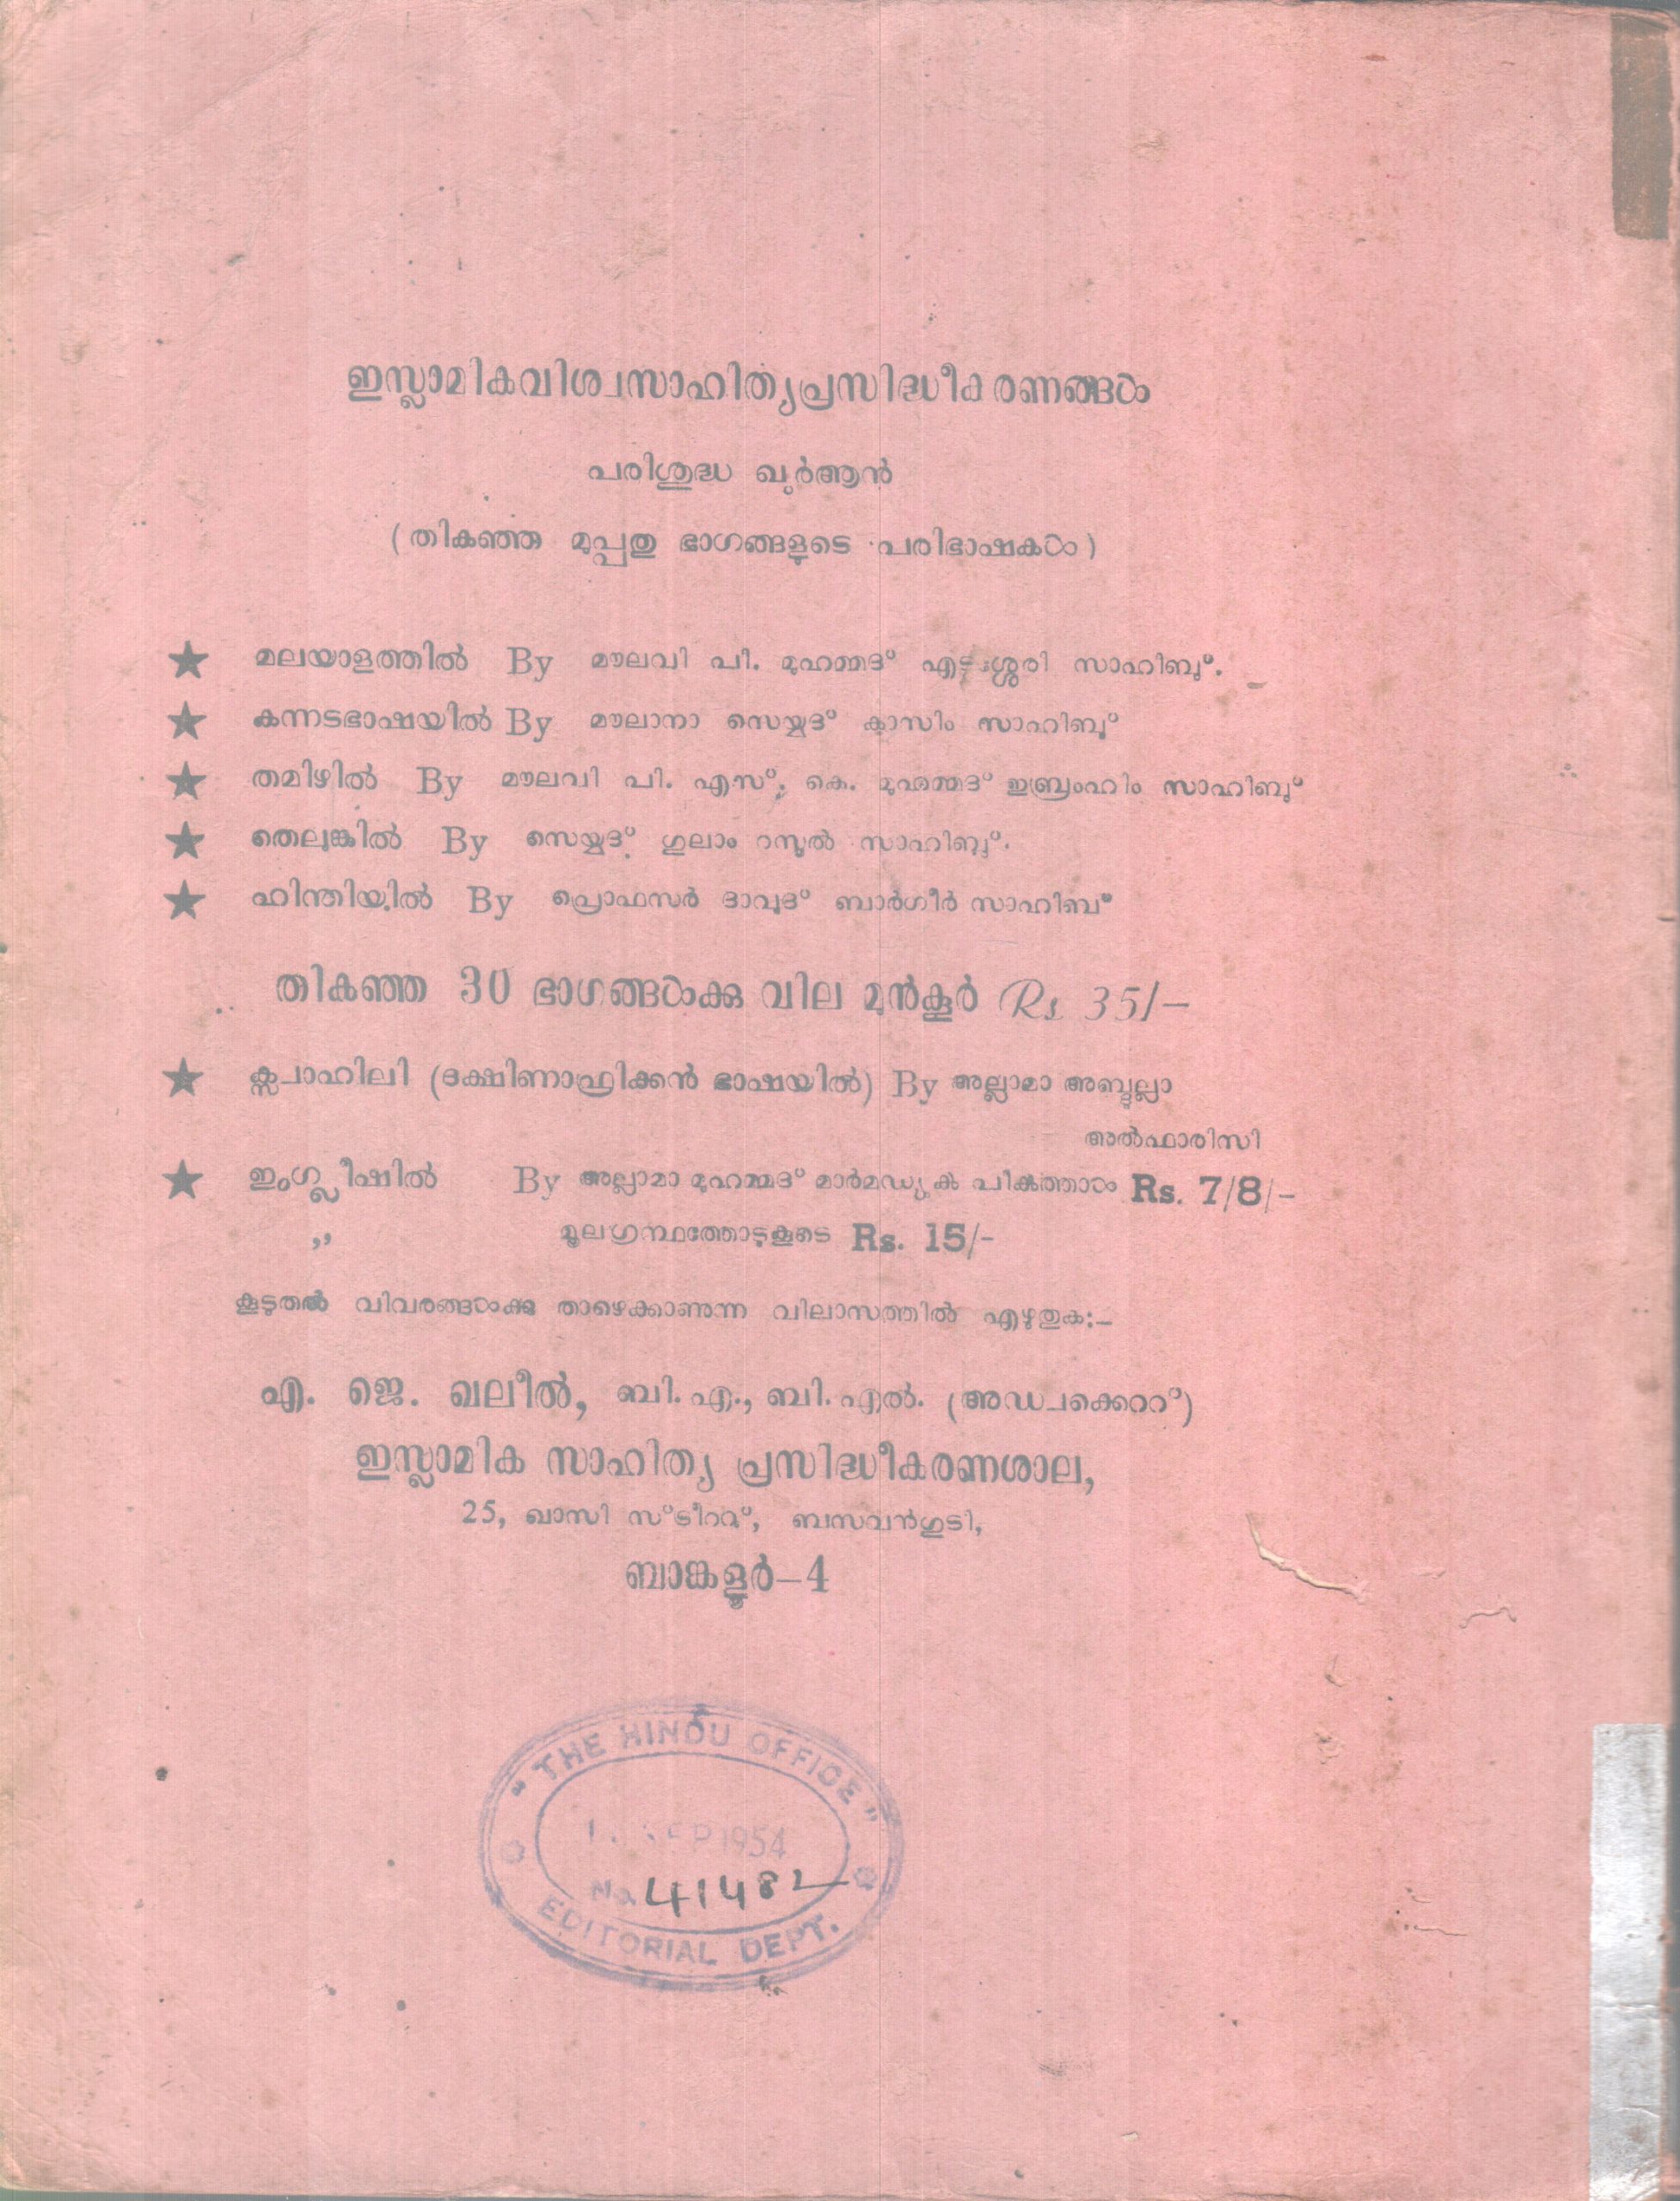 ഇസ്ലാമികവിശ്വസാഹിത്യപ്രസിദ്ധീകരണങ്ങൾ
പരിശുദ്ധ ഖുർആൻ
(തികഞ്ഞ മുപ്പതു ഭാഗങ്ങളുടെ പരിഭാഷകൾ)
★ മലയാളത്തിൽ By മൗലവി പി. മുഹമ്മദ് സാഹിബു്.
★ കന്നടഭാഷയിൽ By മൗലാനാ സെയ്യദ് കാസിം സാഹിബു്
★ തമിഴിൽ By മൗലവി പി. എസ്. കെ. മുഹമ്മദ് ഇബ്രാഹിം സാഹിബു്
★ തെലുങ്കിൽ By സെയ്യദ് ഗുലാം റസൂൽ സാഹിബു്.
★ ഹിന്തിയിൽ By പ്രൊഫസർ ദാവുദ് ബാർഗീർ സാഹിബ്
തികഞ്ഞ 30 ഭാഗങ്ങൾക്കു വില മുൻകൂർ Rs 35/-
★ സ്വാഹിലി (ദക്ഷിണാഫ്രിക്കൻ ഭാഷയിൽ) By അല്ലാമാ അബ്ദുല്ലാ
അൽഫാരിസി
★ ഇംഗ്ലീഷിൽ By അല്ലാമാ മുഹമ്മദ് മാർമഡ്യുക് പിക്ത്താൾ Rs. 7/8/-
,, മൂലഗ്രന്ഥത്തോടുകൂടെ Rs. 15/-
കൂടുതൽ വിവരങ്ങൾക്കു താഴെക്കാണുന്ന വിലാസത്തിൽ എഴുതുക:-
എ. ജെ. ഖലീൽ, ബി. എ., ബി. എൽ. (അഡ്വക്കെററ്)
ഇസ്ലാമിക സാഹിത്യ പ്രസിദ്ധീകരണശാല,
25, ഖാസി സ്ട്രീററ്, ബസവൻഗുടി,
ബാങ്കളൂർ-4
"THE HINDU OFFICE"
SEP 1954
No. 41482
EDITORIAL DEPT.